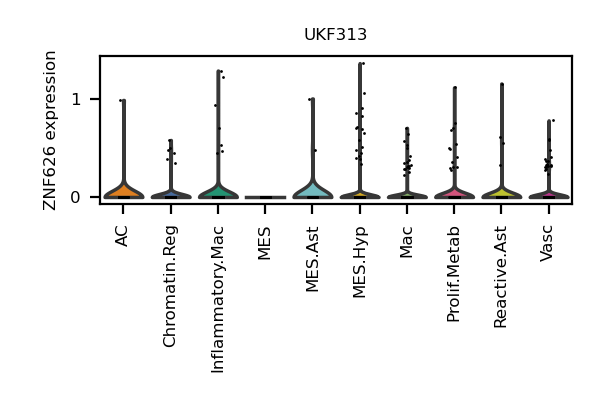 UKF313
ZNF626 expression
1
0
AC
Chromatin.Reg
Inflammatory.Mac
MES
MES.Ast
MES.Hyp
Mac
Prolif.Metab
Reactive.Ast
Vasc